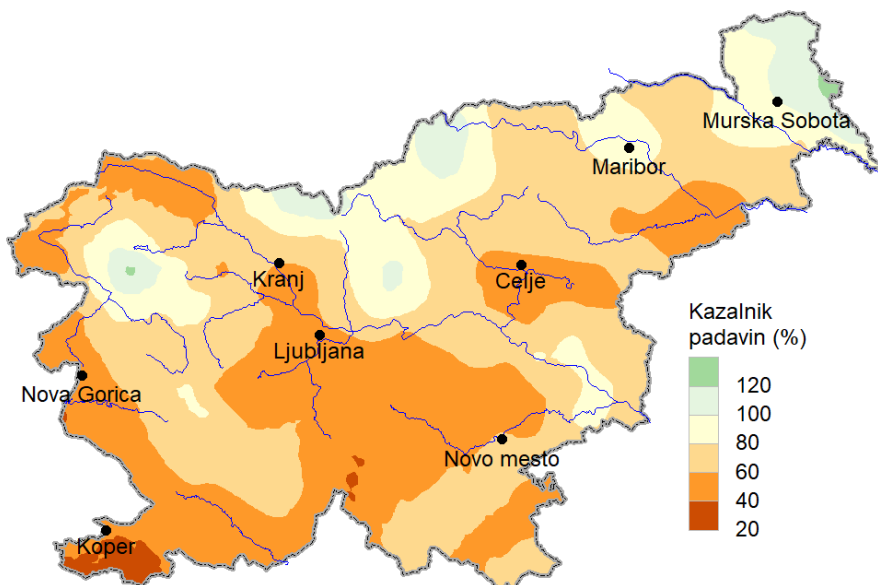 Murska Sobota
Maribor
Kranj
Celje
Ljubljana
Nova Gorica
Novo mesto
Koper
Kazalnik
padavin (%)
120
100
80
60
40
20